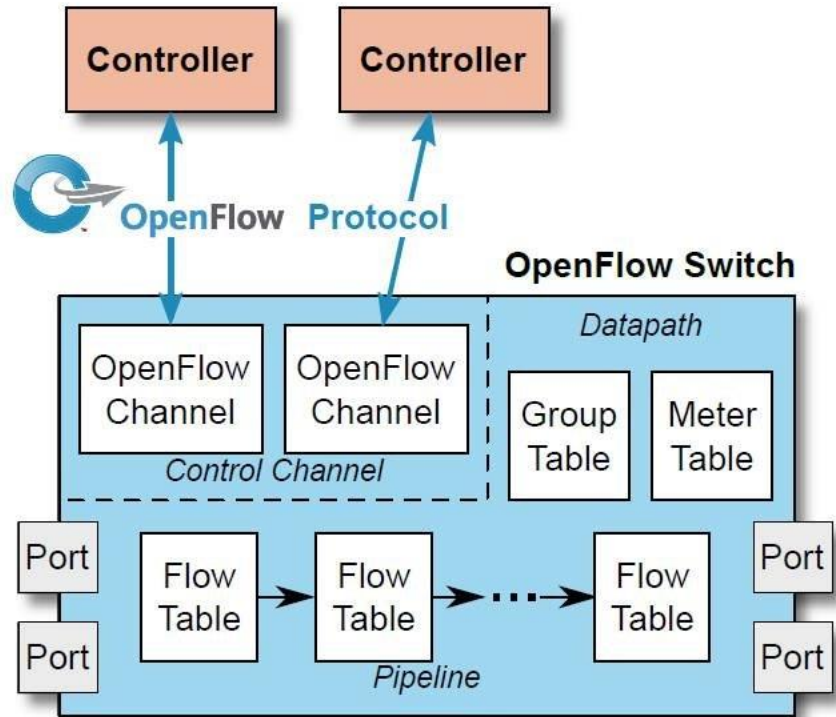 Controller
Controller
OpenFlow Protocol
OpenFlow Switch
Datapath
OpenFlow
Channel
OpenFlow
Channel
Control Channel
Group
Table
Meter
Table
Port
Port
Flow
Table
Flow
Table
Flow
Table
Port
Port
Pipeline